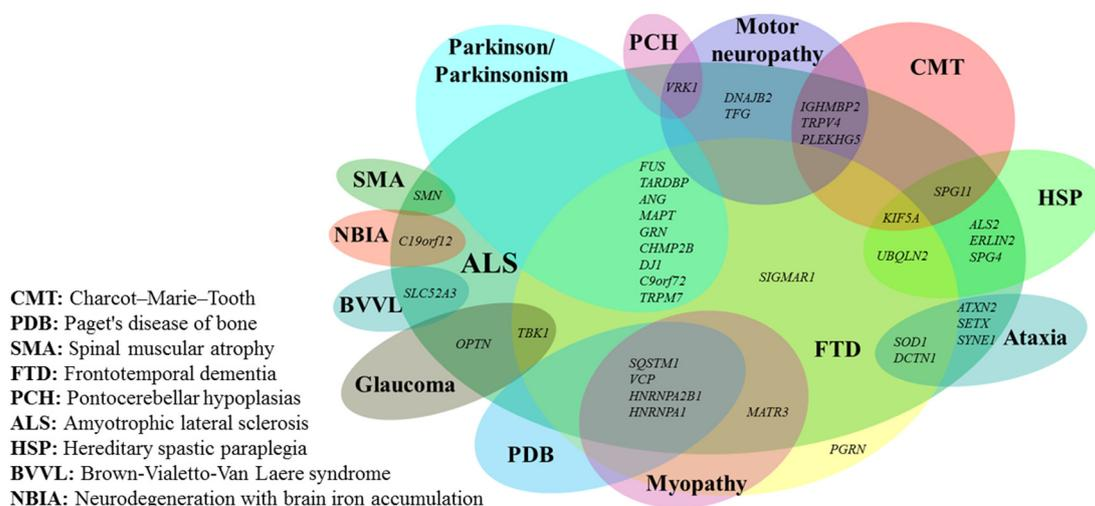 Parkinson/
Parkinsonism
PCH
Motor
neuropathy
CMT
VRK1
DNAJB2
TFG
IGHMBP2
TRPV4
PLEKHG5
SMA
SMN
FUS
TARDBP
ANG
MAPT
GRN
CHMP2B
DJ1
C9orf72
TRPM7
SPG11
HSP
KIF5A
ALS2
ERLIN2
SPG4
UBQLN2
NBIA
C19orf12
ALS
SIGMAR1
BVVL
SLC52A3
ATXN2
SETX
SYNE1
Ataxia
SOD1
DCTN1
FTD
OPTN
TBK1
Glaucoma
SQSTM1
VCP
HNRNPA2B1
HNRNPA1
MATR3
PGRN
PDB
Myopathy
CMT: Charcot–Marie–Tooth
PDB: Paget's disease of bone
SMA: Spinal muscular atrophy
FTD: Frontotemporal dementia
PCH: Pontocerebellar hypoplasias
ALS: Amyotrophic lateral sclerosis
HSP: Hereditary spastic paraplegia
BVVL: Brown-Vialetto-Van Laere syndrome
NBIA: Neurodegeneration with brain iron accumulation